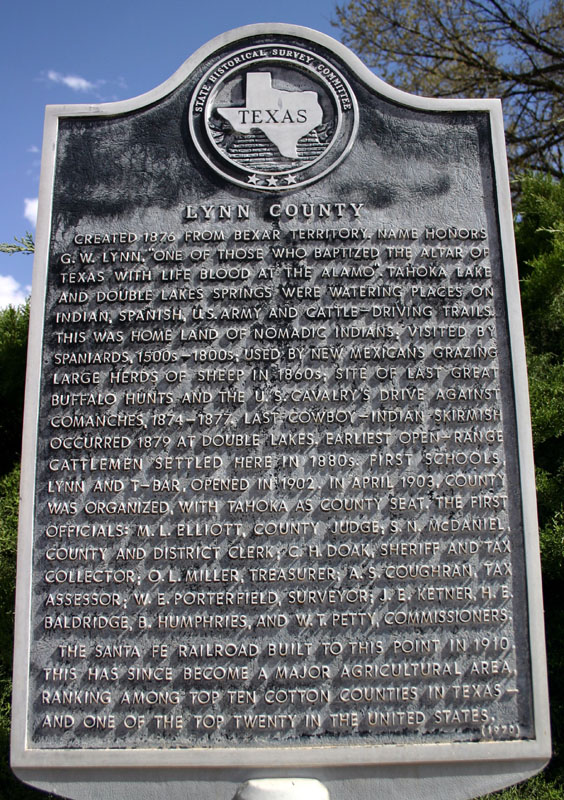 STATE HISTORICAL SURVEY COMMITTEE
TEXAS
LYNN COUNTY
CREATED 1876 FROM BEXAR TERRITORY. NAME HONORS
G. W. LYNN, "ONE OF THOSE WHO BAPTIZED THE ALTAR OF
TEXAS WITH LIFE BLOOD AT THE ALAMO". TAHOKA LAKE
AND DOUBLE LAKES SPRINGS WERE WATERING PLACES ON
INDIAN, SPANISH, U.S. ARMY AND CATTLE-DRIVING TRAILS.
THIS WAS HOME LAND OF NOMADIC INDIANS; VISITED BY
SPANIARDS, 1500s-1800s; USED BY NEW MEXICANS GRAZING
LARGE HERDS OF SHEEP IN 1860s; SITE OF LAST GREAT
BUFFALO HUNTS AND THE U.S. CAVALRY'S DRIVE AGAINST
COMANCHES, 1874-1877. LAST COWBOY-INDIAN SKIRMISH
OCCURRED 1879 AT DOUBLE LAKES. EARLIEST OPEN-RANGE
CATTLEMEN SETTLED HERE IN 1880s. FIRST SCHOOLS,
LYNN AND T-BAR, OPENED IN 1902. IN APRIL 1903, COUNTY
WAS ORGANIZED, WITH TAHOKA AS COUNTY SEAT. THE FIRST
OFFICIALS: M. L. ELLIOTT, COUNTY JUDGE; S. N. McDANIEL,
COUNTY AND DISTRICT CLERK; C. H. DOAK, SHERIFF AND TAX
COLLECTOR; O. L. MILLER, TREASURER; A. S. COUGHRAN, TAX
ASSESSOR; W. E. PORTERFIELD, SURVEYOR; J. E. KETNER, H. E.
BALDRIDGE, B. HUMPHRIES, AND W. T. PETTY, COMMISSIONERS.
THE SANTA FE RAILROAD BUILT TO THIS POINT IN 1910.
THIS HAS SINCE BECOME A MAJOR AGRICULTURAL AREA,
RANKING AMONG TOP TEN COTTON COUNTIES IN TEXAS-
AND ONE OF THE TOP TWENTY IN THE UNITED STATES.
(1970)